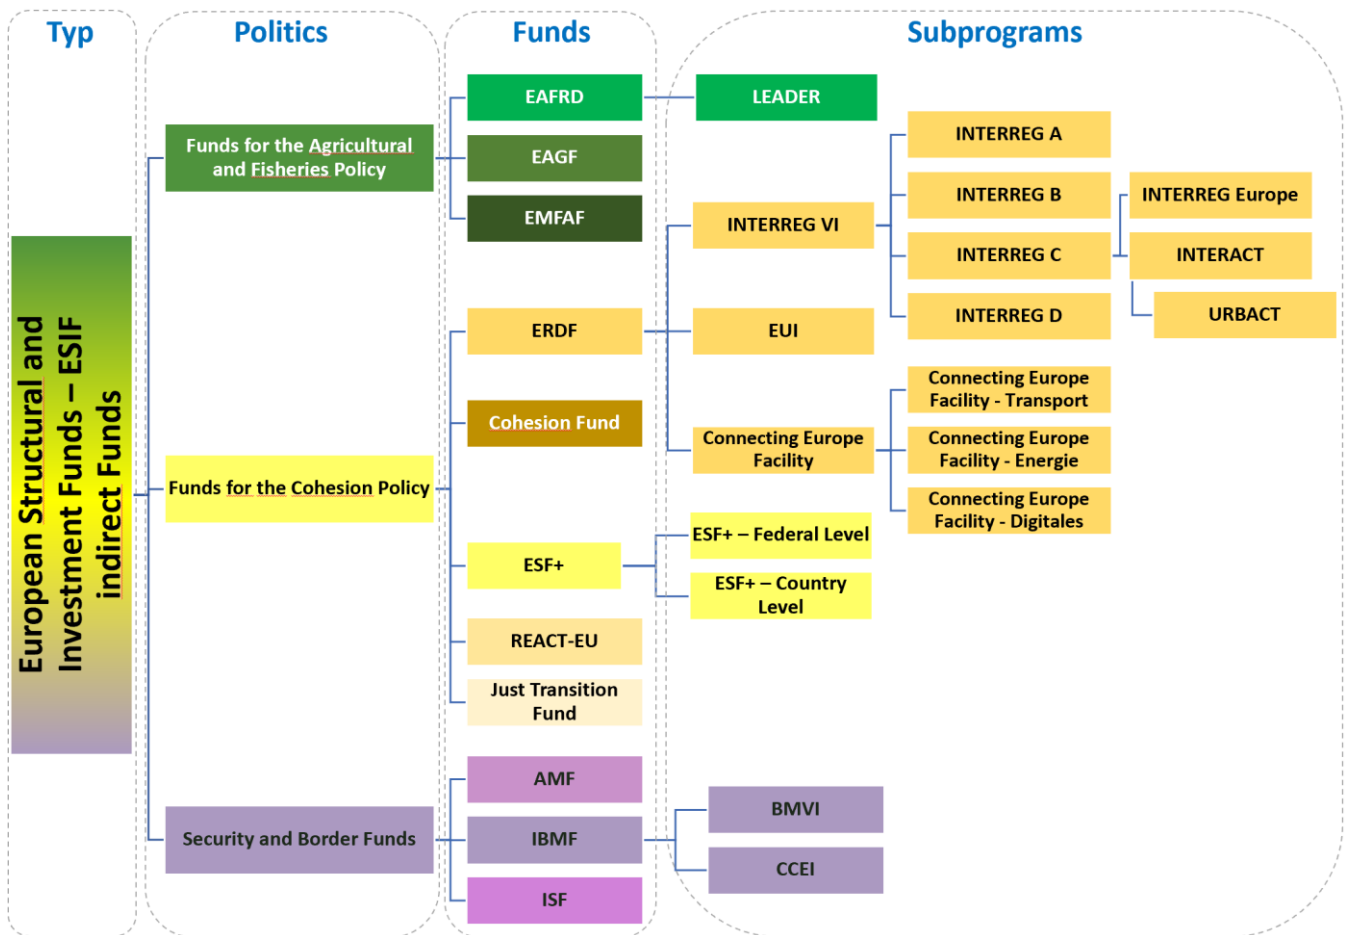 Typ
Politics
Funds
Subprograms
European Structural and
Investment Funds – ESIF
indirect Funds
Funds for the Agricultural
and Fisheries Policy
EAFRD
LEADER
EAGF
EMFAF
Funds for the Cohesion Policy
ERDF
INTERREG VI
INTERREG A
INTERREG B
INTERREG C
INTERREG Europe
INTERACT
URBACT
INTERREG D
EUI
Connecting Europe
Facility
Connecting Europe
Facility - Transport
Connecting Europe
Facility - Energie
Connecting Europe
Facility - Digitales
Cohesion Fund
ESF+
ESF+ – Federal Level
ESF+ – Country
Level
REACT-EU
Just Transition
Fund
Security and Border Funds
AMF
IBMF
BMVI
CCEI
ISF